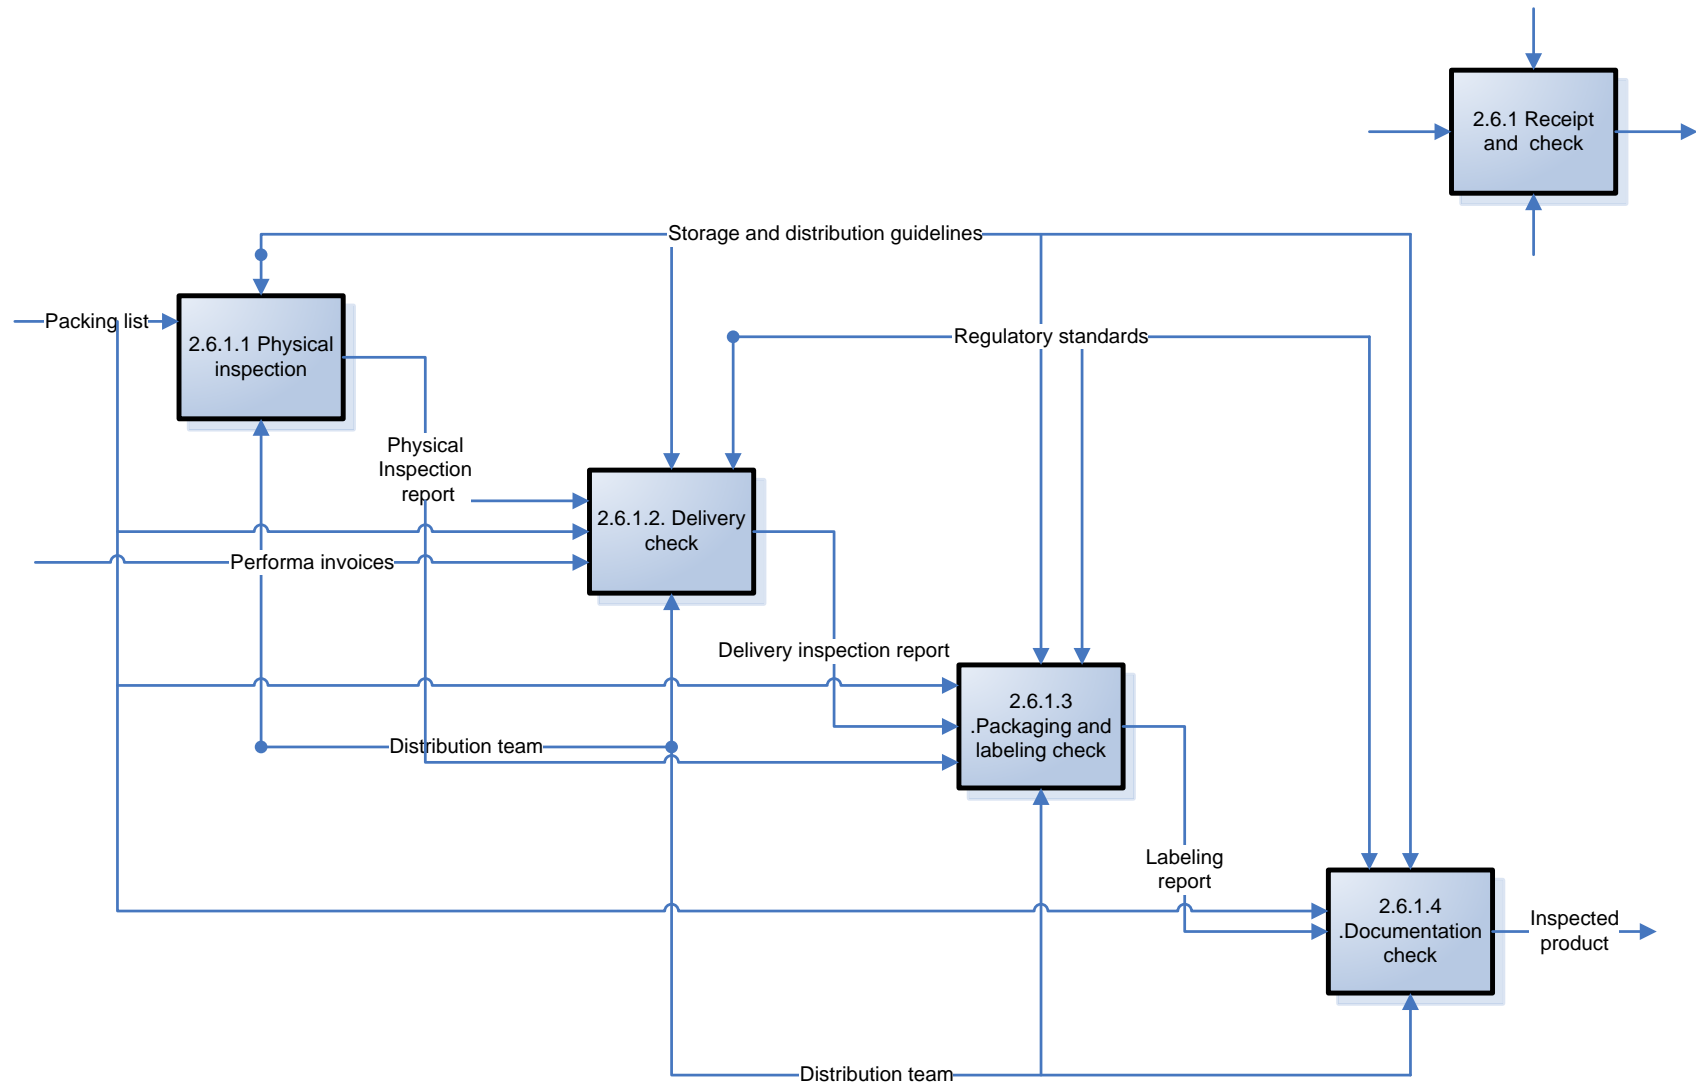 2.6.1 Receipt
and  check
Storage and distribution guidelines
Packing list
2.6.1.1 Physical
inspection
Regulatory standards
Physical
Inspection
report
2.6.1.2. Delivery
check
Performa invoices
Delivery inspection report
2.6.1.3
.Packaging and
labeling check
Distribution team
Labeling
report
2.6.1.4
.Documentation
check
Inspected
product
Distribution team